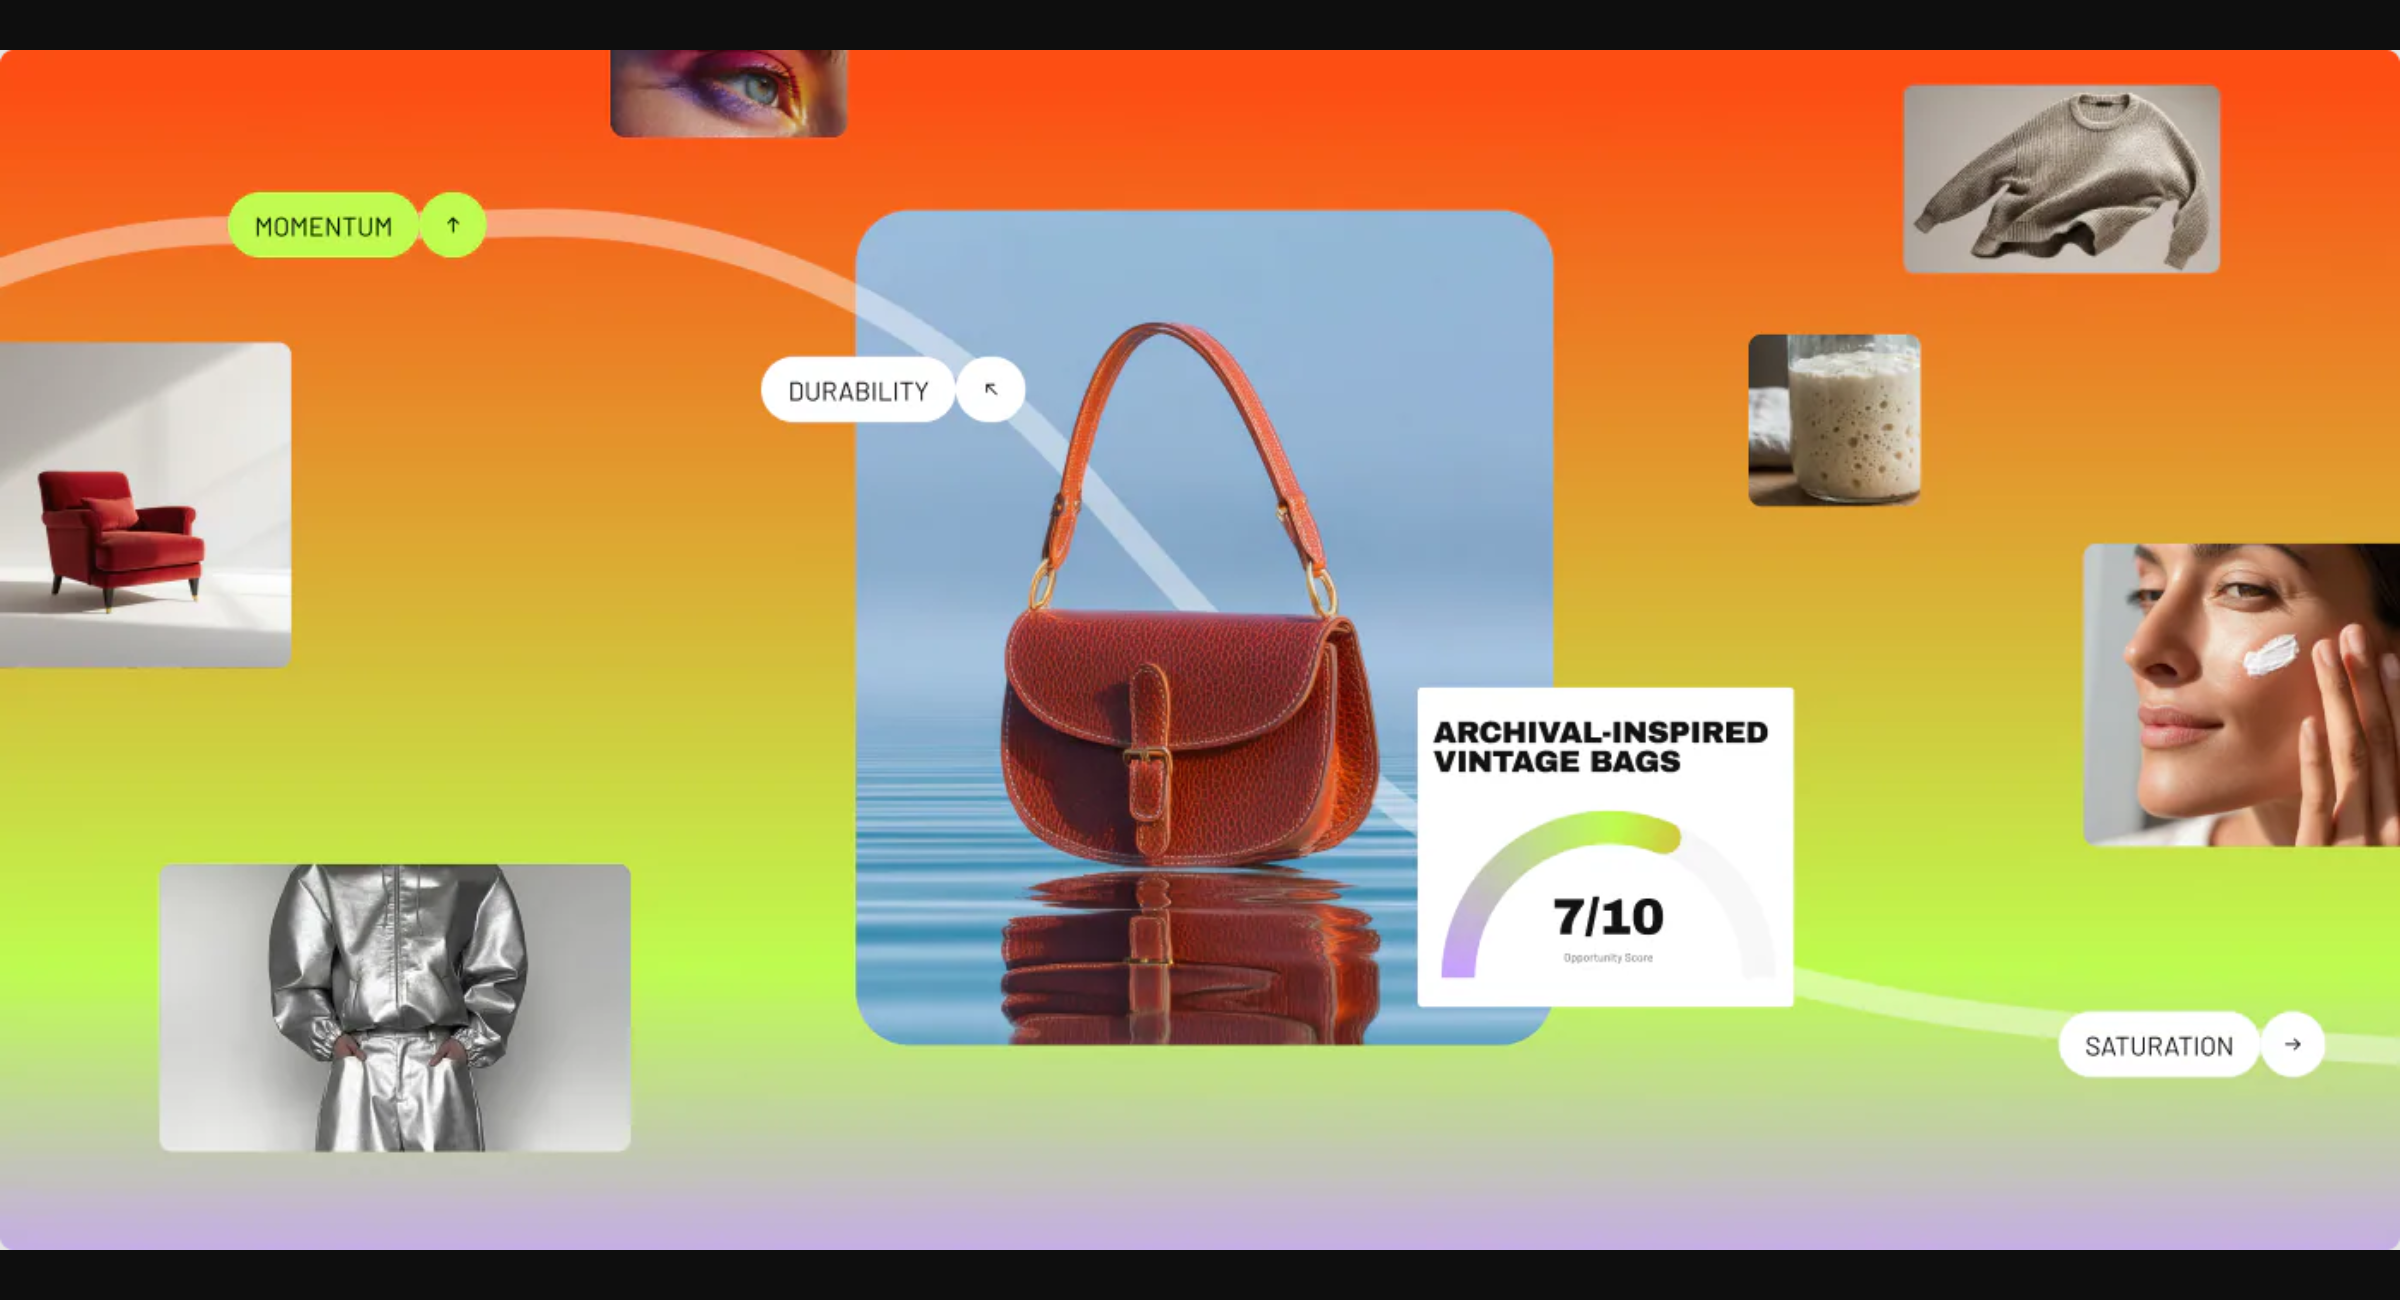 MOMENTUM
DURABILITY
ARCHIVAL-INSPIRED
VINTAGE BAGS
7/10
Opportunity Score
SATURATION